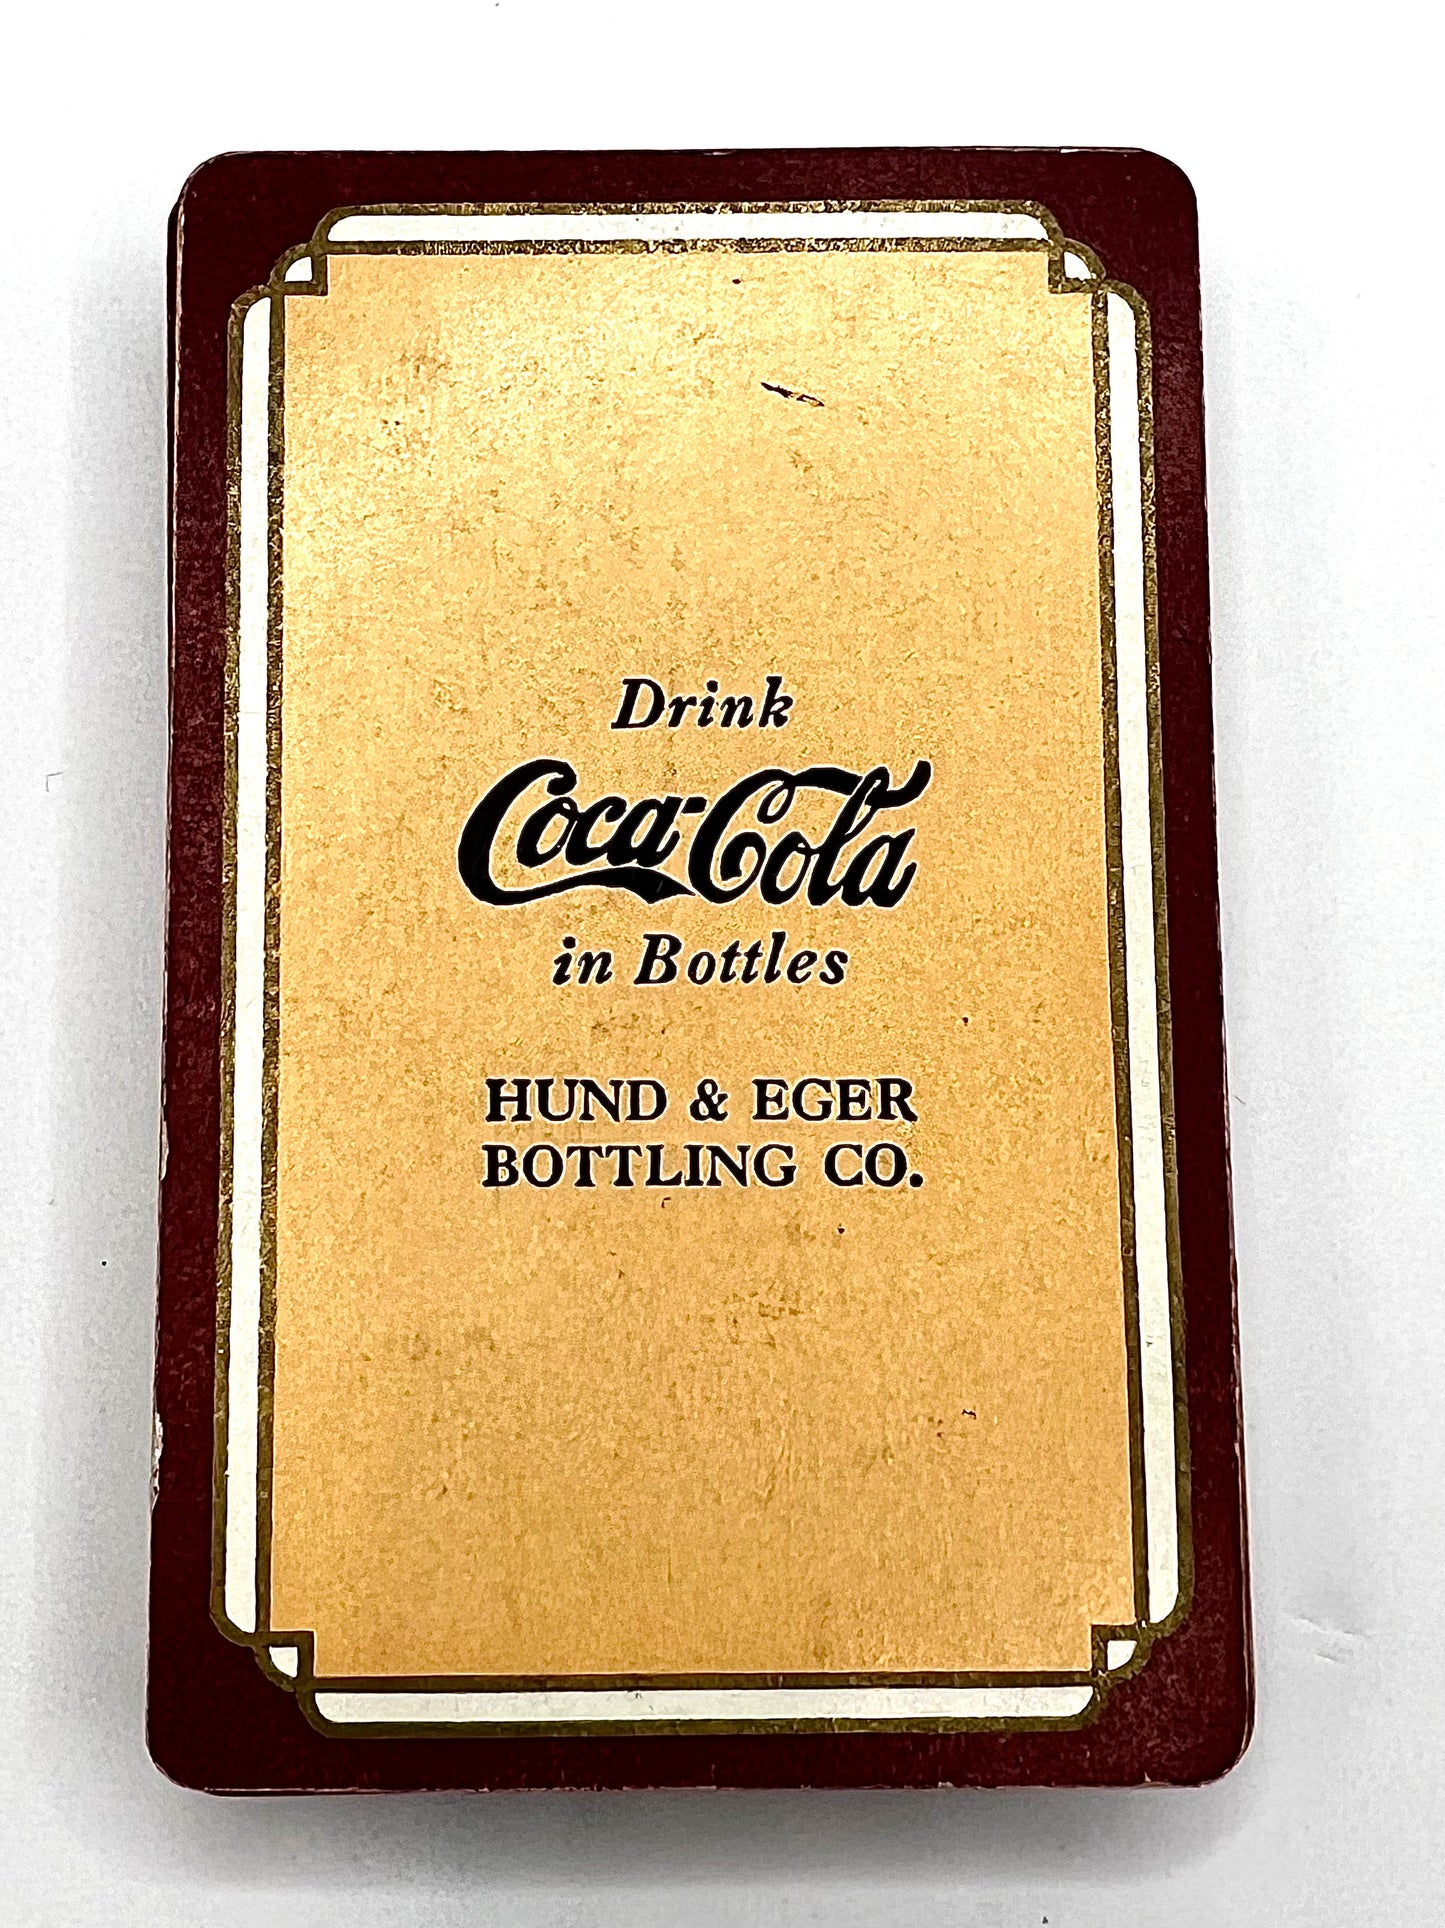 Drink
Coca-Cola
in Bottles
HUND & EGER
BOTTLING CO.